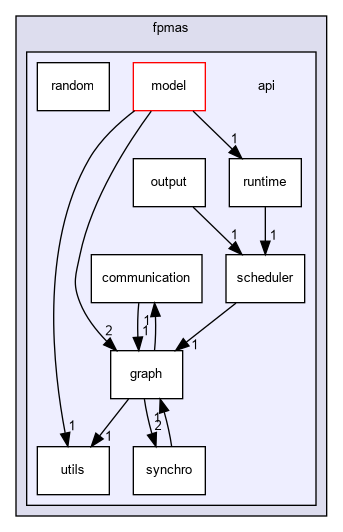 fpmas
random
model
api
1
output
runtime
1
1
communication
scheduler
1
1
2
1
graph
1
2
1
1
utils
synchro